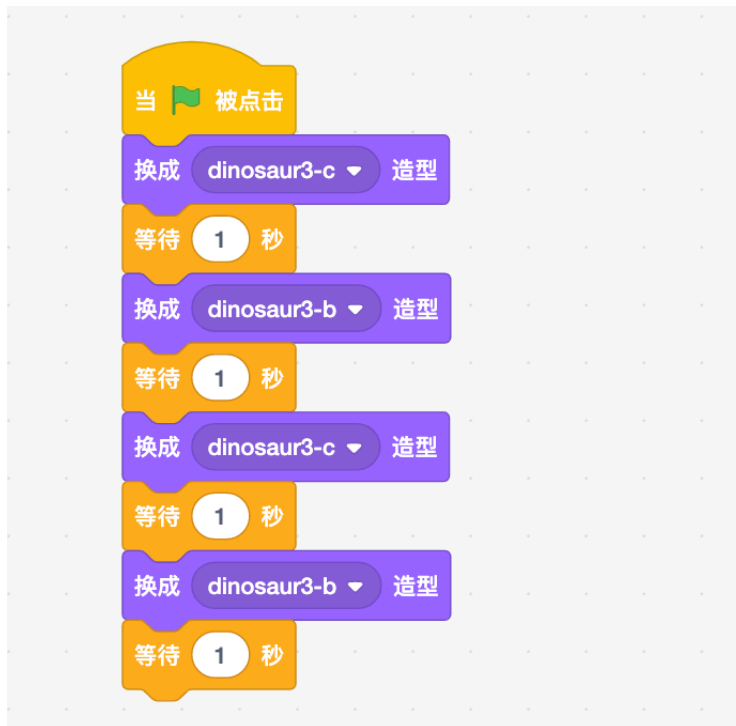 当 被点击
换成 dinosaur3-c 造型
等待 1 秒
换成 dinosaur3-b 造型
等待 1 秒
换成 dinosaur3-c 造型
等待 1 秒
换成 dinosaur3-b 造型
等待 1 秒